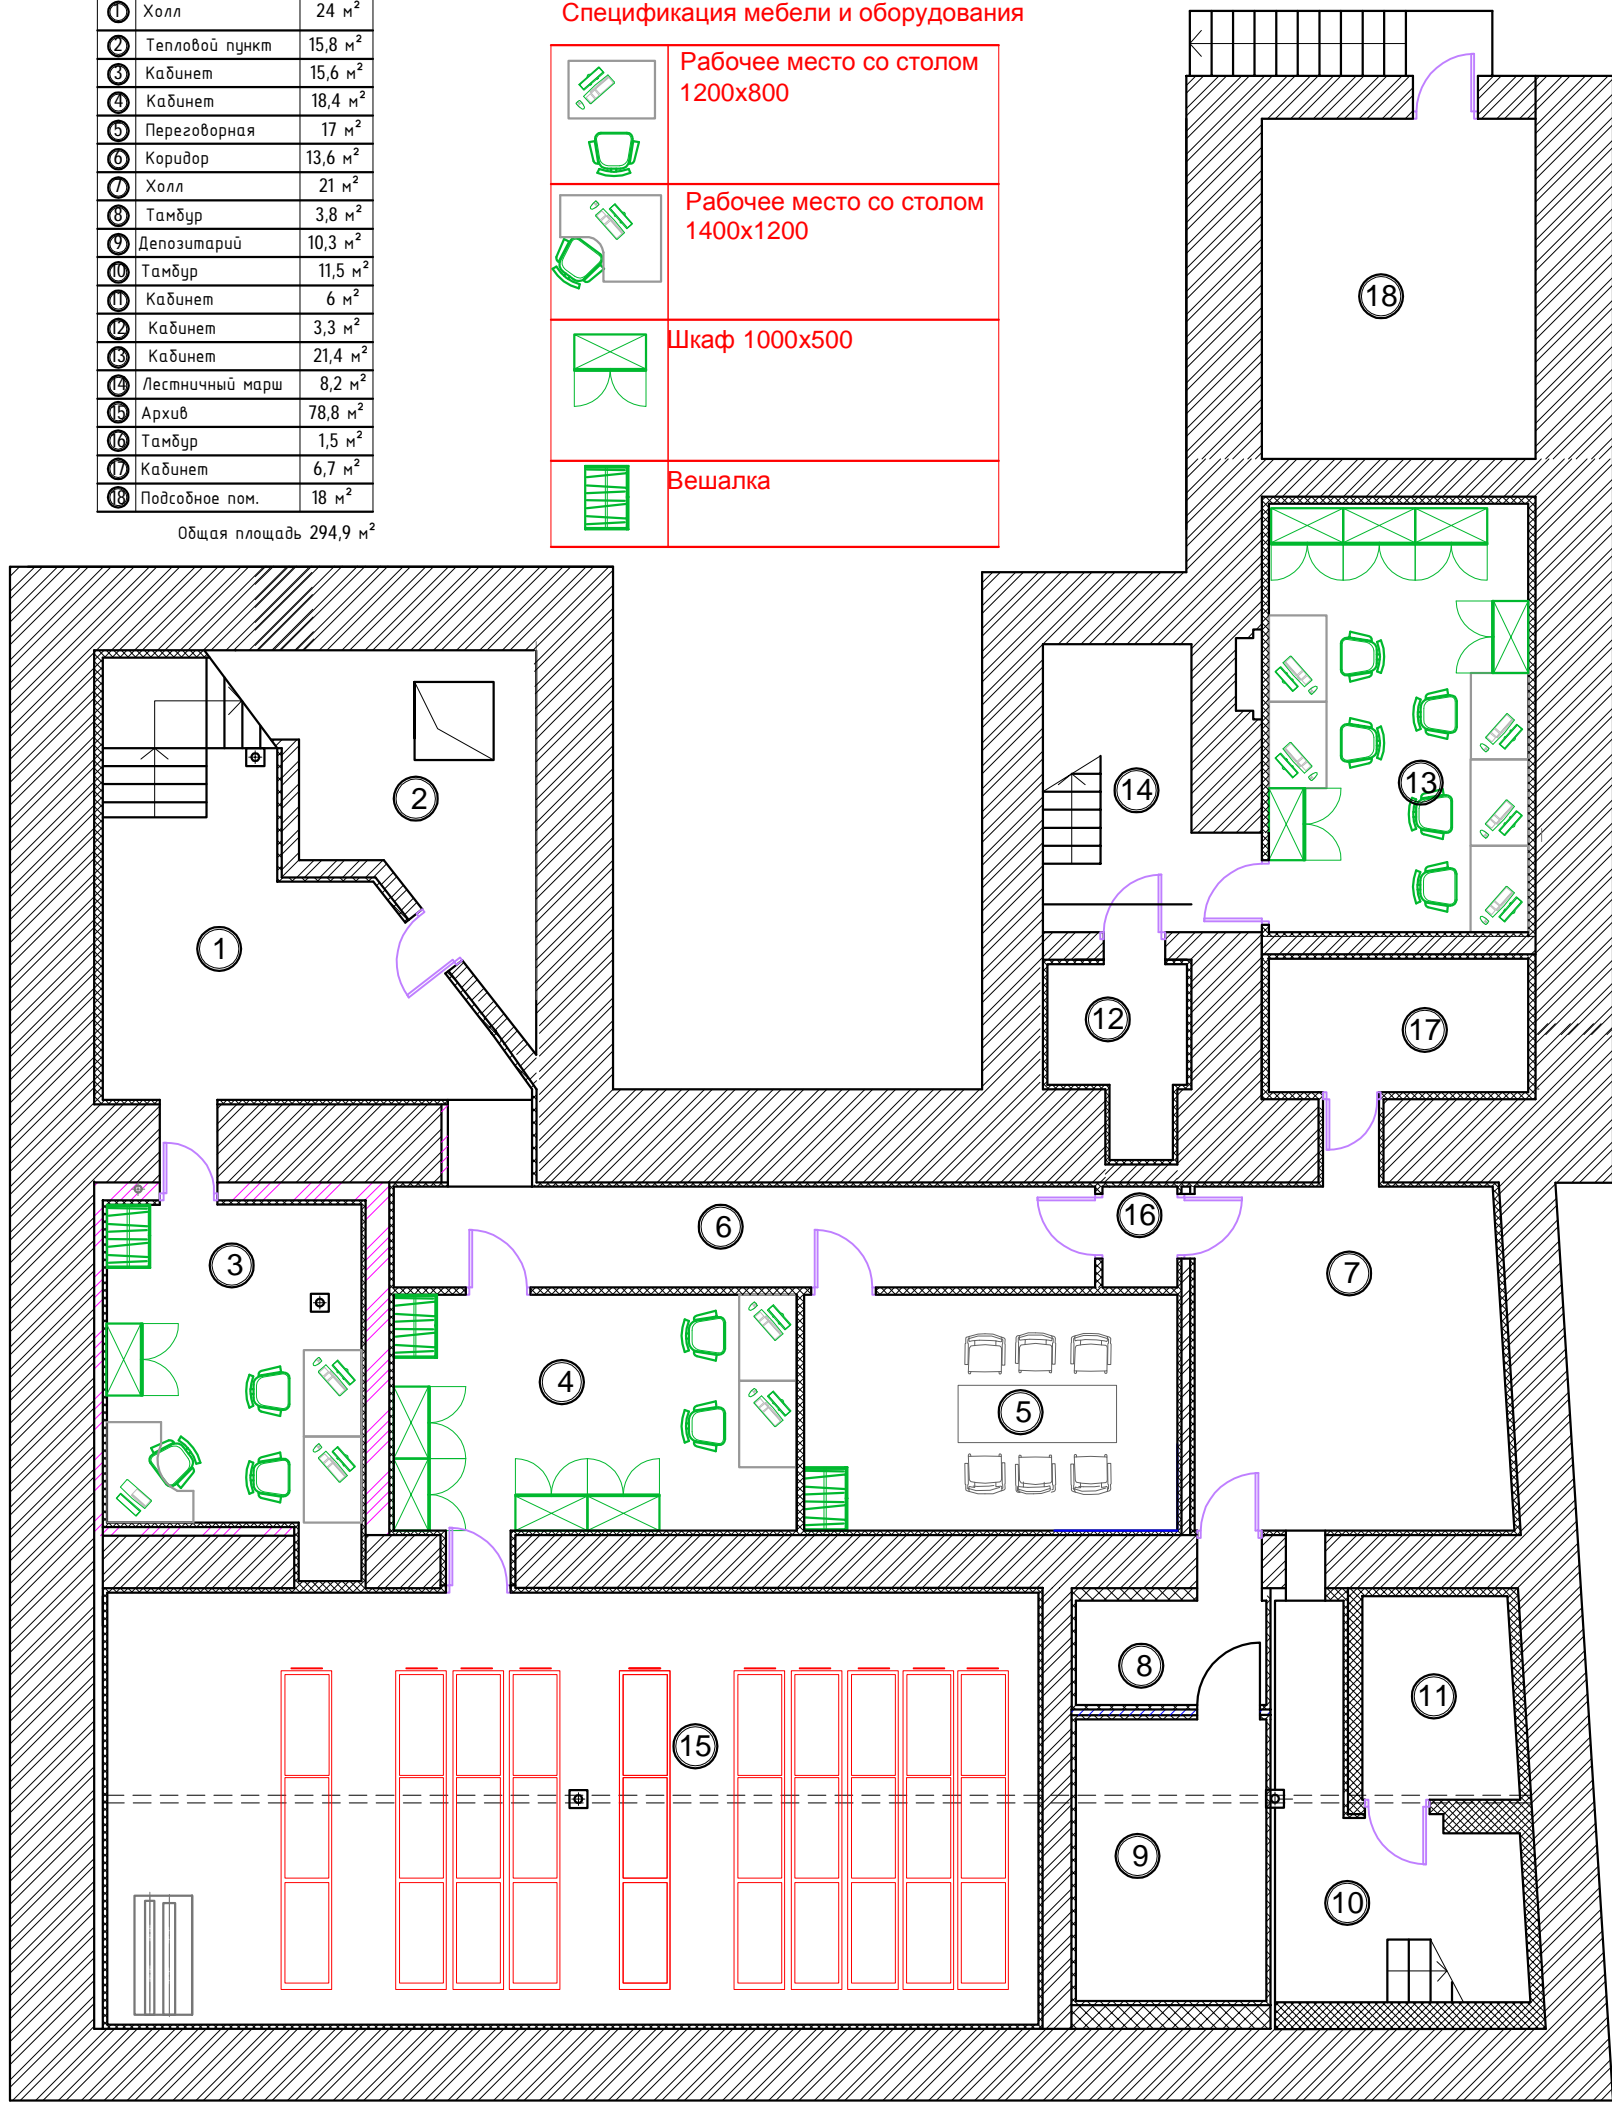 1 Холл 24 м²
2 Тепловой пункт 15,8 м²
3 Кабинет 15,6 м²
4 Кабинет 18,4 м²
5 Переговорная 17 м²
6 Коридор 13,6 м²
7 Холл 21 м²
8 Тамбур 3,8 м²
9 Депозитарий 10,3 м²
10 Тамбур 11,5 м²
11 Кабинет 6 м²
12 Кабинет 3,3 м²
13 Кабинет 21,4 м²
14 Лестничный марш 8,2 м²
15 Архив 78,8 м²
16 Тамбур 1,5 м²
17 Кабинет 6,7 м²
18 Подсобное пом. 18 м²
Общая площадь 294,9 м²
Спецификация мебели и оборудования
Рабочее место со столом
1200х800
Рабочее место со столом
1400х1200
Шкаф 1000х500
Вешалка
18
2
14
13
1
12
17
6
16
3
7
4
5
8
11
15
9
10